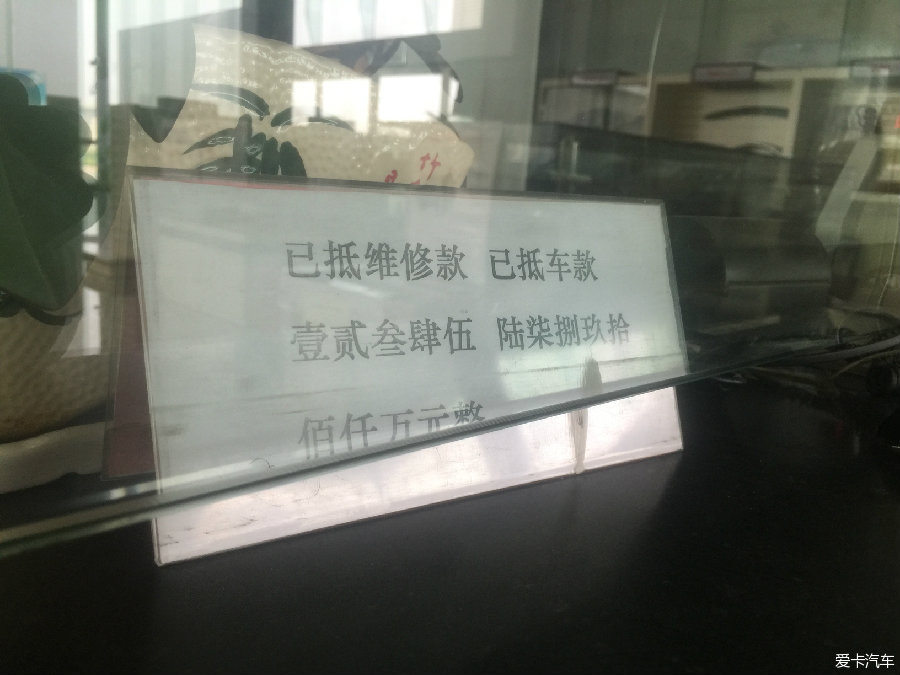 已抵维修款 已抵车款
壹贰叁肆伍 陆柒捌玖拾
佰仟万元整
爱卡汽车